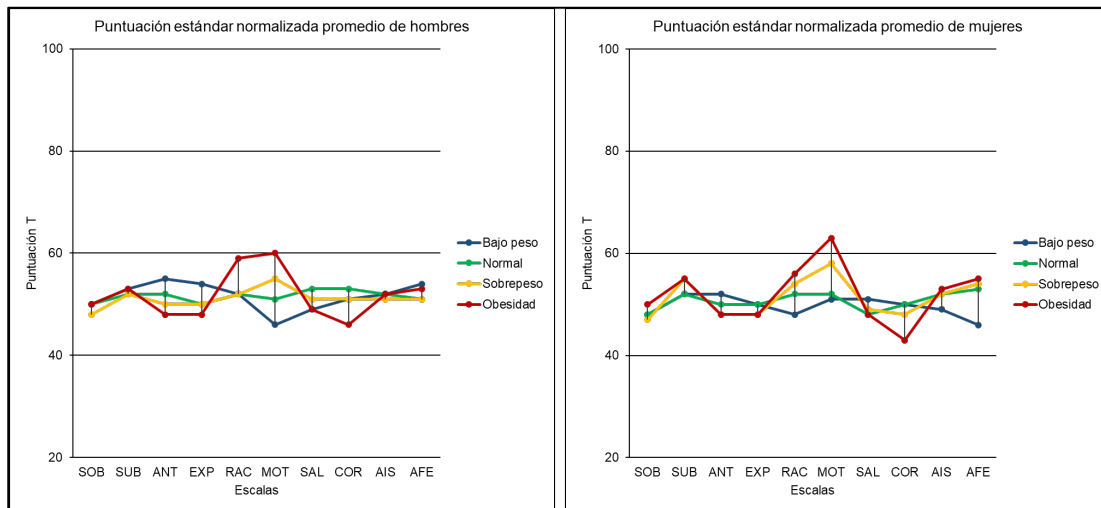 Puntuación estándar normalizada promedio de hombres
100
80
60
40
20
Puntuación T
SOB SUB ANT EXP RAC MOT SAL COR AIS AFE
Escalas
Bajo peso
Normal
Sobrepeso
Obesidad
Puntuación estándar normalizada promedio de mujeres
100
80
60
40
20
Puntuación T
SOB SUB ANT EXP RAC MOT SAL COR AIS AFE
Escalas
Bajo peso
Normal
Sobrepeso
Obesidad